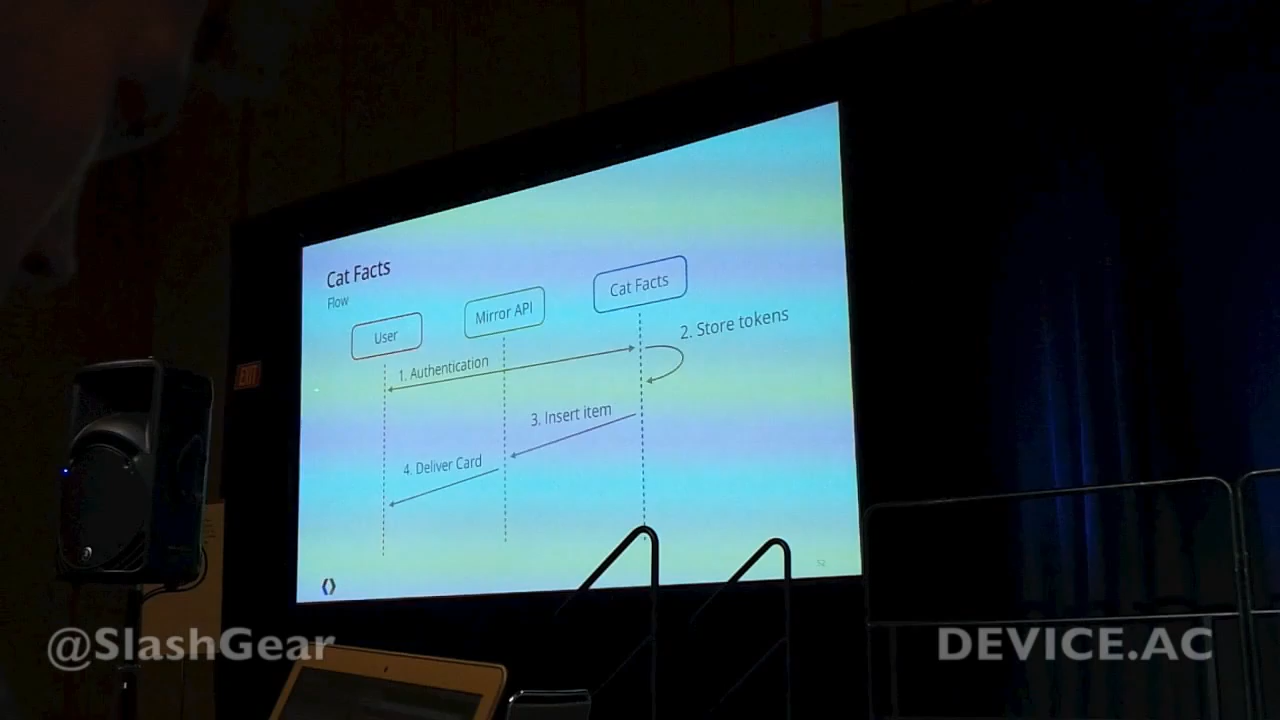 Cat Facts
Flow
User
Mirror API
Cat Facts
1. Authentication
2. Store tokens
3. Insert item
4. Deliver Card
52
EXIT
@SlashGear
DEVICE.AC